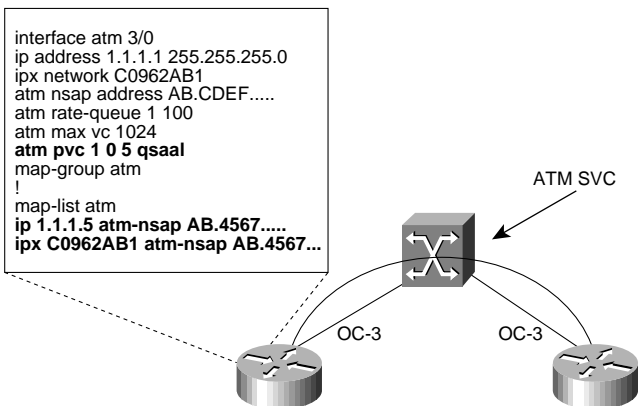 interface atm 3/0
ip address 1.1.1.1 255.255.255.0
ipx network C0962AB1
atm nsap address AB.CDEF.....
atm rate-queue 1 100
atm max vc 1024
atm pvc 1 0 5 qsaal
map-group atm
!
map-list atm
ip 1.1.1.5 atm-nsap AB.4567.....
ipx C0962AB1 atm-nsap AB.4567...
ATM SVC
OC-3
OC-3